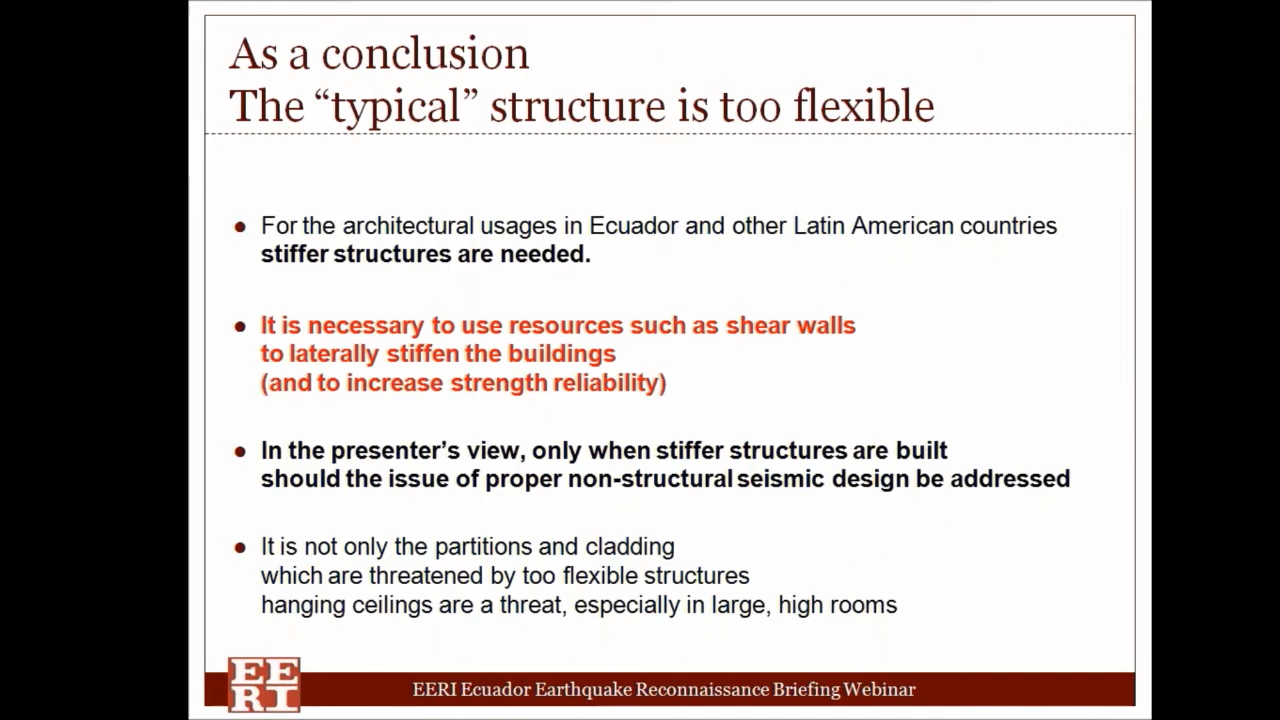 As a conclusion
The “typical” structure is too flexible
● For the architectural usages in Ecuador and other Latin American countries
stiffer structures are needed.
● It is necessary to use resources such as shear walls
to laterally stiffen the buildings
(and to increase strength reliability)
● In the presenter’s view, only when stiffer structures are built
should the issue of proper non-structural seismic design be addressed
● It is not only the partitions and cladding
which are threatened by too flexible structures
hanging ceilings are a threat, especially in large, high rooms
EE
RI
EERI Ecuador Earthquake Reconnaissance Briefing Webinar